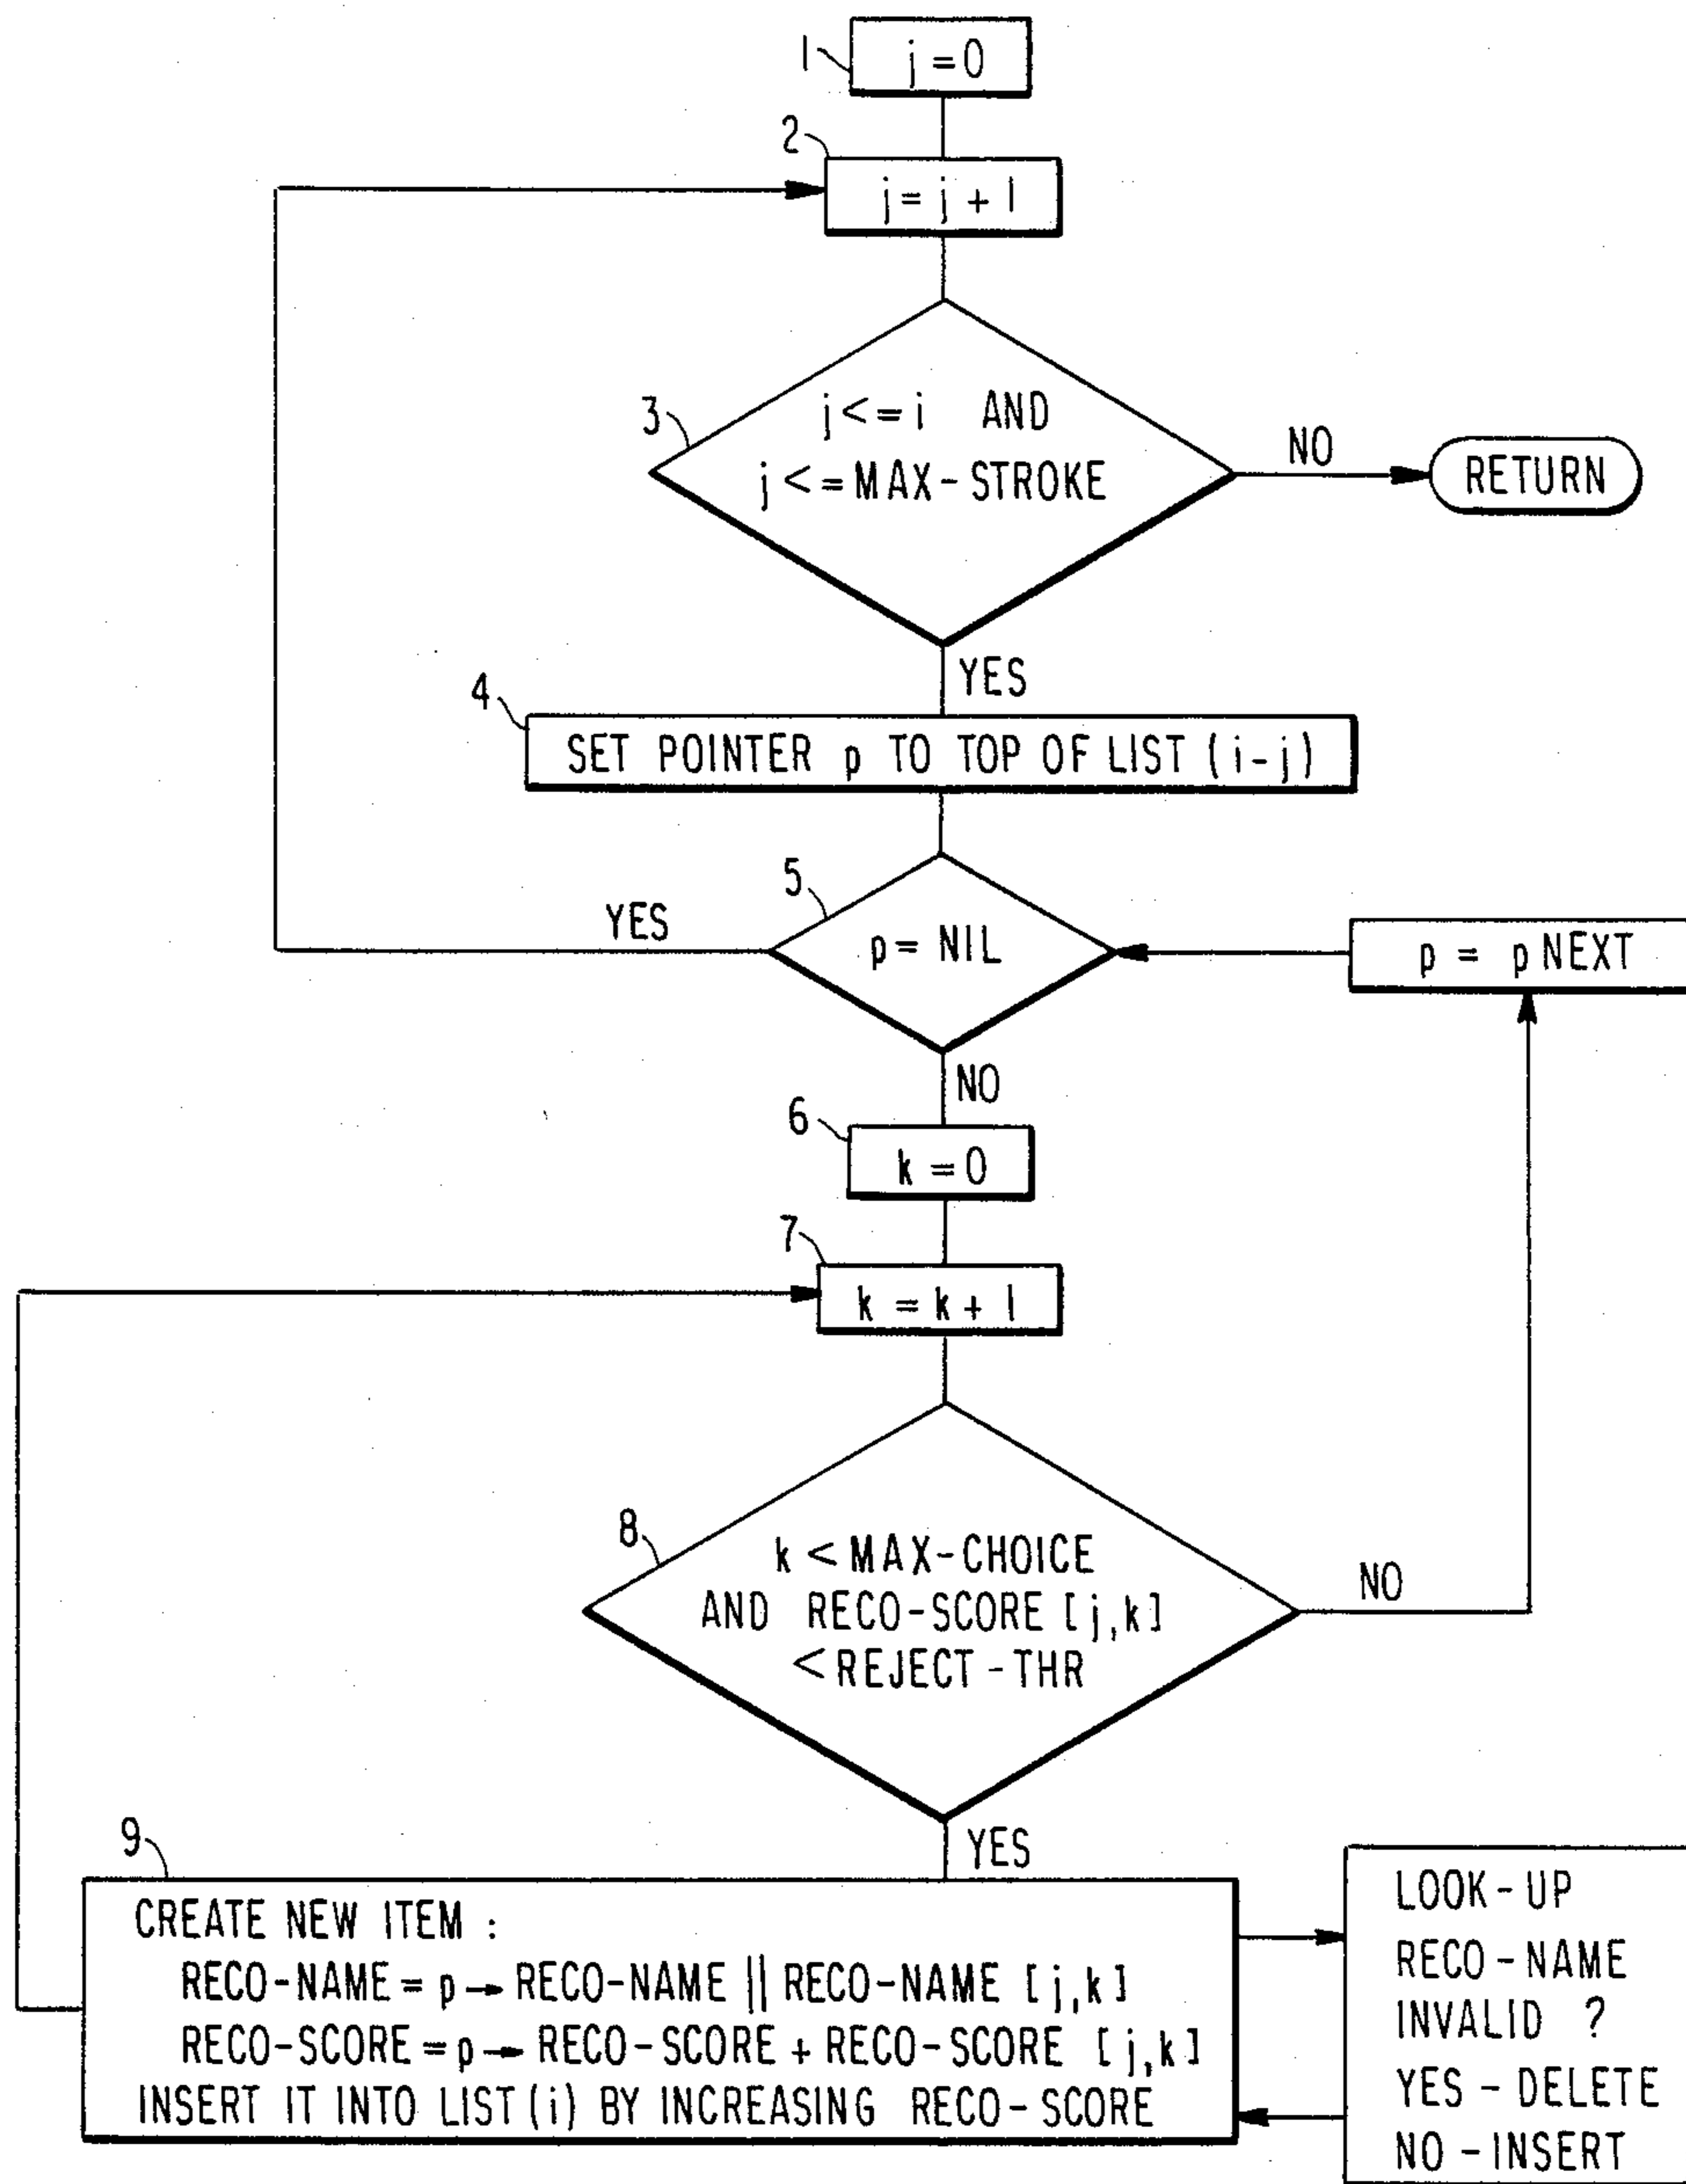 1
j = 0
2
j = j + 1
3
j <= i AND
j <= MAX-STROKE
NO
RETURN
YES
4
SET POINTER p TO TOP OF LIST (i-j)
5
YES
p = NIL
p = p NEXT
NO
6
k = 0
7
k = k + 1
8
k < MAX-CHOICE
AND RECO-SCORE [j,k]
< REJECT-THR
NO
YES
9
CREATE NEW ITEM :
RECO-NAME = p → RECO-NAME || RECO-NAME [j,k]
RECO-SCORE = p → RECO-SCORE + RECO-SCORE [j,k]
INSERT IT INTO LIST (i) BY INCREASING RECO-SCORE
LOOK-UP
RECO-NAME
INVALID ?
YES - DELETE
NO - INSERT